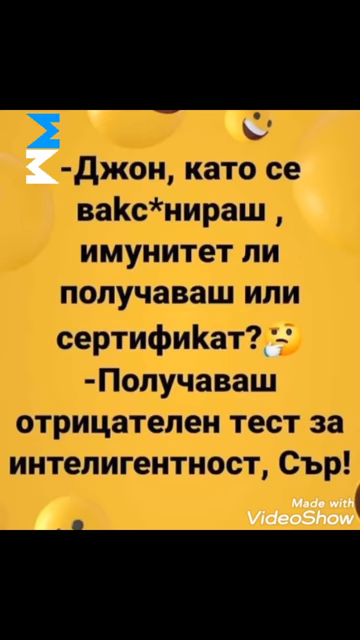 -Джон, като се
ваkс*нираш ,
имунитет ли
получаваш или
сертифиkат?🤔
-Получаваш
отрицателен тест за
интелигентност, Сър!
Made with
VideoShow